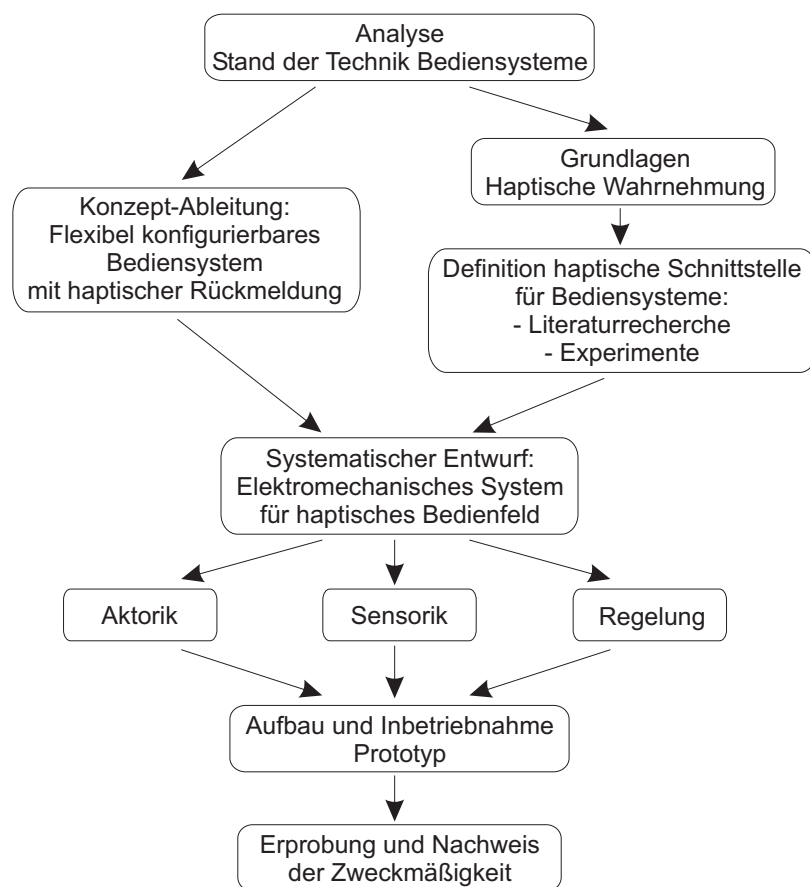 Analyse
Stand der Technik Bediensysteme
Grundlagen
Haptische Wahrnehmung
Konzept-Ableitung:
Flexibel konfigurierbares
Bediensystem
mit haptischer Rückmeldung
Definition haptische Schnittstelle
für Bediensysteme:
- Literaturrecherche
- Experimente
Systematischer Entwurf:
Elektromechanisches System
für haptisches Bedienfeld
Aktorik
Sensorik
Regelung
Aufbau und Inbetriebnahme
Prototyp
Erprobung und Nachweis
der Zweckmäßigkeit